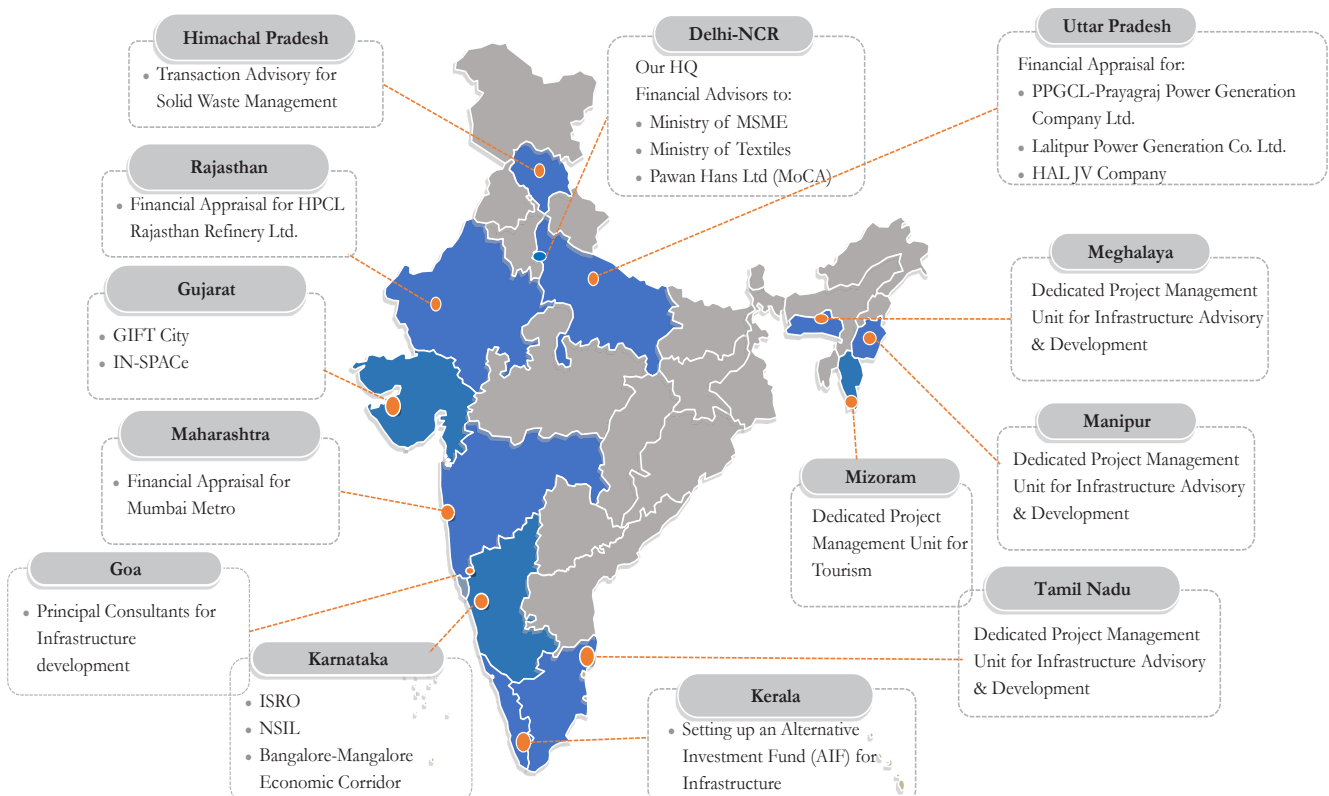 Himachal Pradesh
• Transaction Advisory for
Solid Waste Management
Delhi-NCR
Our HQ
Financial Advisors to:
• Ministry of MSME
• Ministry of Textiles
• Pawan Hans Ltd (MoCA)
Uttar Pradesh
Financial Appraisal for:
• PPGCL-Prayagraj Power Generation
Company Ltd.
• Lalitpur Power Generation Co. Ltd.
• HAL JV Company
Rajasthan
• Financial Appraisal for HPCL
Rajasthan Refinery Ltd.
Gujarat
• GIFT City
• IN-SPACe
Meghalaya
Dedicated Project Management
Unit for Infrastructure Advisory
& Development
Maharashtra
• Financial Appraisal for
Mumbai Metro
Manipur
Dedicated Project Management
Unit for Infrastructure Advisory
& Development
Mizoram
Dedicated Project
Management Unit for
Tourism
Goa
• Principal Consultants for
Infrastructure
development
Tamil Nadu
Dedicated Project Management
Unit for Infrastructure Advisory
& Development
Karnataka
• ISRO
• NSIL
• Bangalore-Mangalore
Economic Corridor
Kerala
• Setting up an Alternative
Investment Fund (AIF) for
Infrastructure